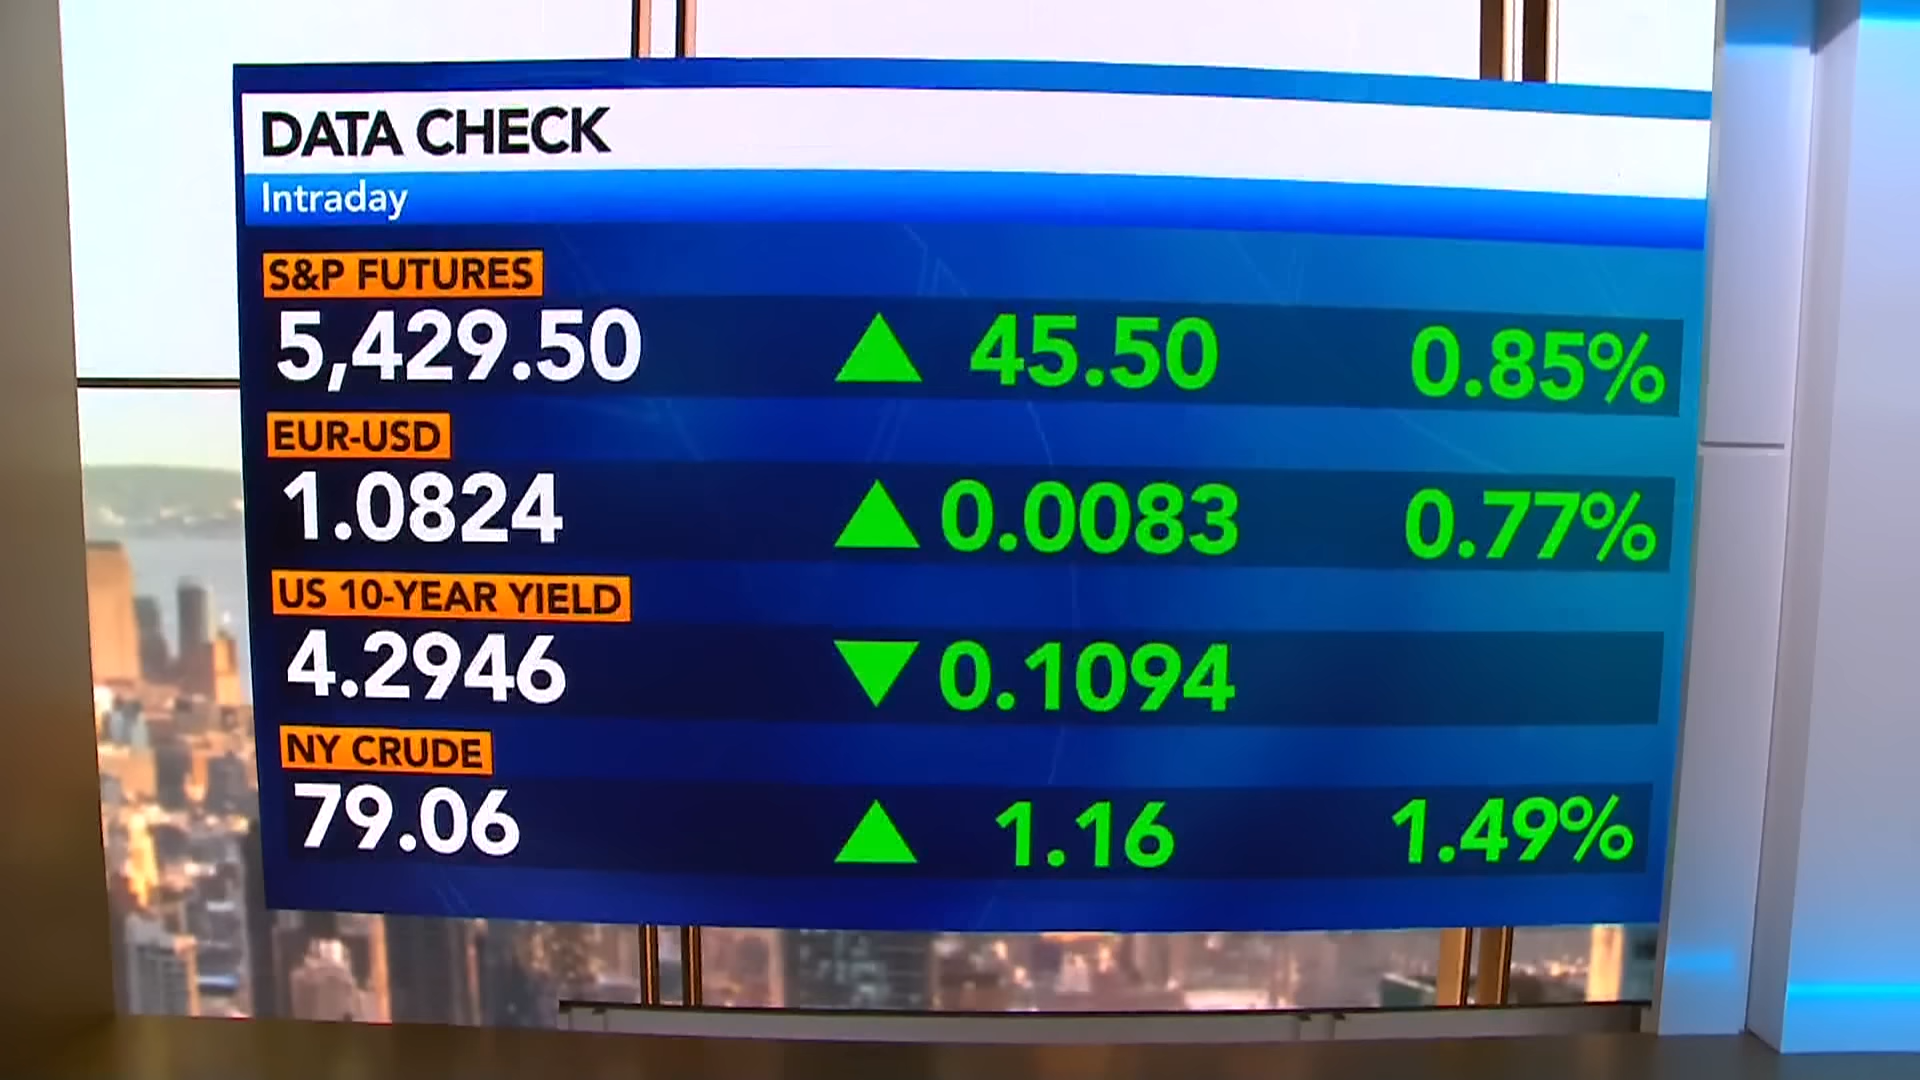 DATA CHECK
Intraday
S&P FUTURES
5,429.50 ▲ 45.50 0.85%
EUR-USD
1.0824 ▲ 0.0083 0.77%
US 10-YEAR YIELD
4.2946 ▼ 0.1094
NY CRUDE
79.06 ▲ 1.16 1.49%